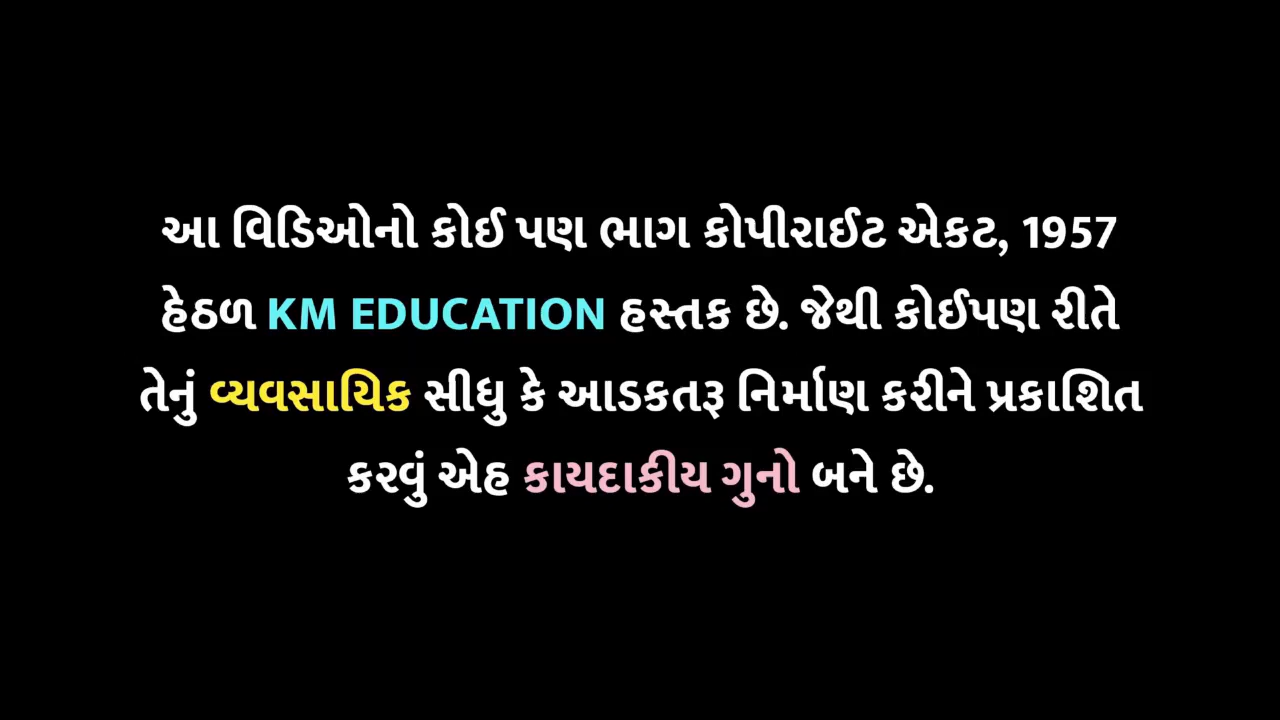 આ વિડિઓનો કોઈ પણ ભાગ કોપીરાઈટ એકટ, 1957
હેઠળ KM EDUCATION હસ્તક છે. જેથી કોઈપણ રીતે
તેનું વ્યવસાયિક સીધુ કે આડકતરૂ નિર્માણ કરીને પ્રકાશિત
કરવું એહ કાયદાકીય ગુનો બને છે.